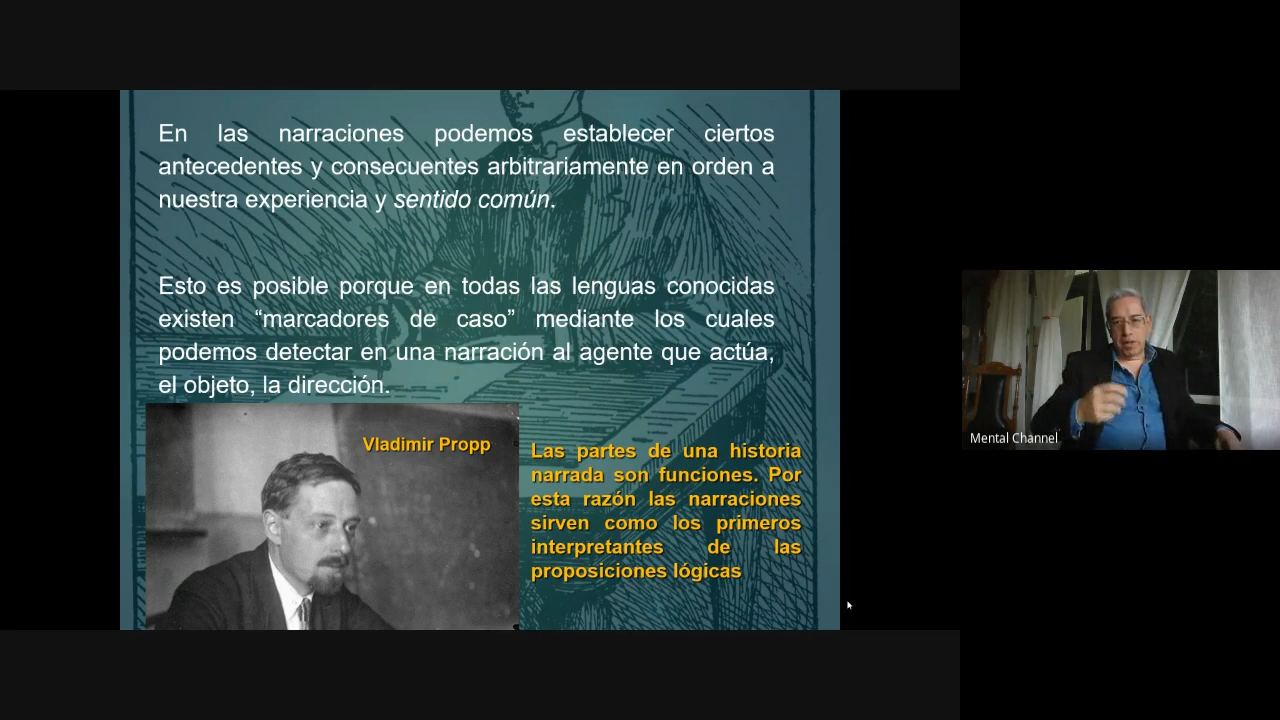 En las narraciones podemos establecer ciertos
antecedentes y consecuentes arbitrariamente en orden a
nuestra experiencia y sentido común.
Esto es posible porque en todas las lenguas conocidas
existen “marcadores de caso” mediante los cuales
podemos detectar en una narración al agente que actúa,
el objeto, la dirección.
Vladimir Propp
Las partes de una historia
narrada son funciones. Por
esta razón las narraciones
sirven como los primeros
interpretantes de las
proposiciones lógicas
Mental Channel